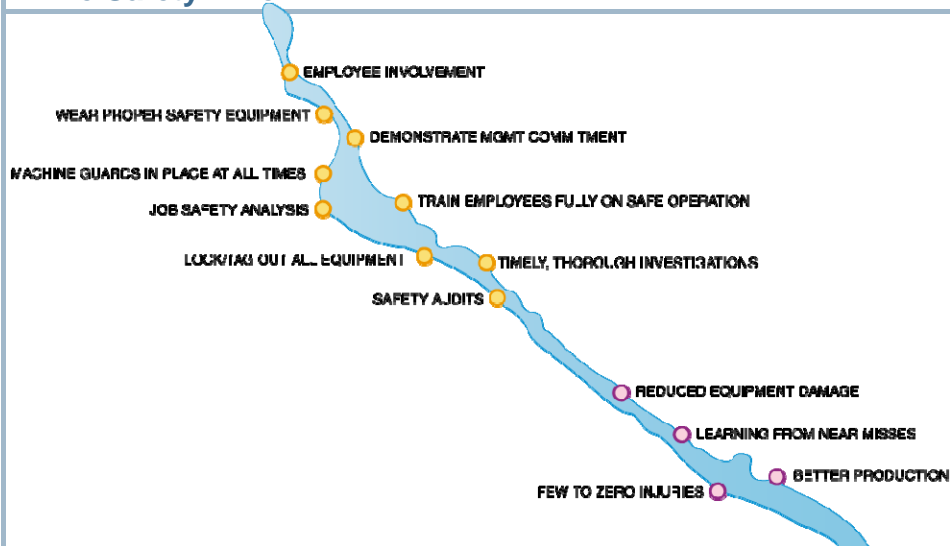 Safety
EMPLOYEE INVOLVEMENT
WEAR PROPER SAFETY EQUIPMENT
DEMONSTRATE MGMT COMMITMENT
MACHINE GUARDS IN PLACE AT ALL TIMES
TRAIN EMPLOYEES FULLY ON SAFE OPERATION
JOB SAFETY ANALYSIS
LOCK/TAG OUT ALL EQUIPMENT
TIMELY, THOROUGH INVESTIGATIONS
SAFETY AUDITS
REDUCED EQUIPMENT DAMAGE
LEARNING FROM NEAR MISSES
BETTER PRODUCTION
FEW TO ZERO INJURIES